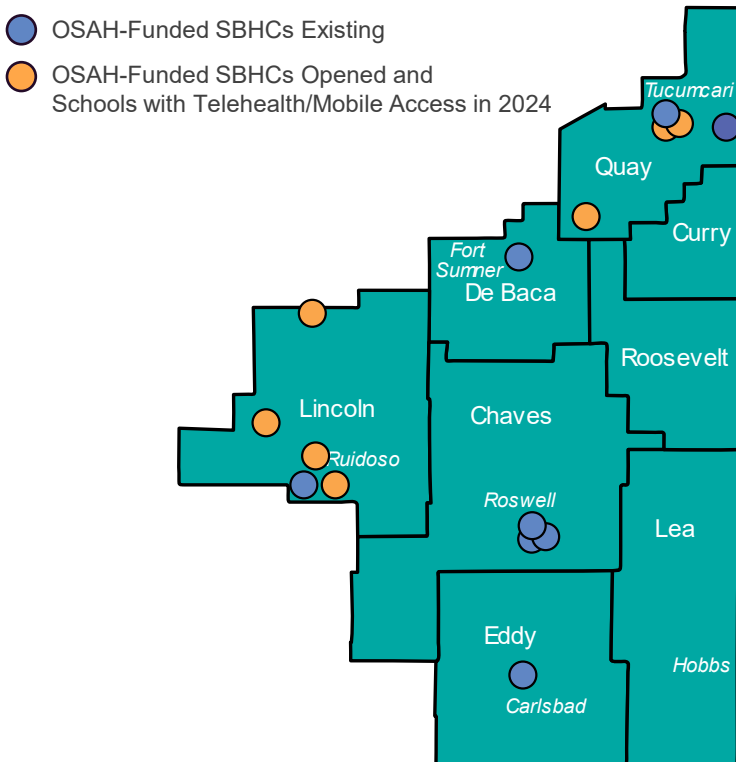 OSAH-Funded SBHCs Existing
OSAH-Funded SBHCs Opened and
Schools with Telehealth/Mobile Access in 2024
Tucumcari
Quay
Curry
Fort
Sumner
De Baca
Roosevelt
Lincoln
Chaves
Ruidoso
Roswell
Lea
Eddy
Hobbs
Carlsbad